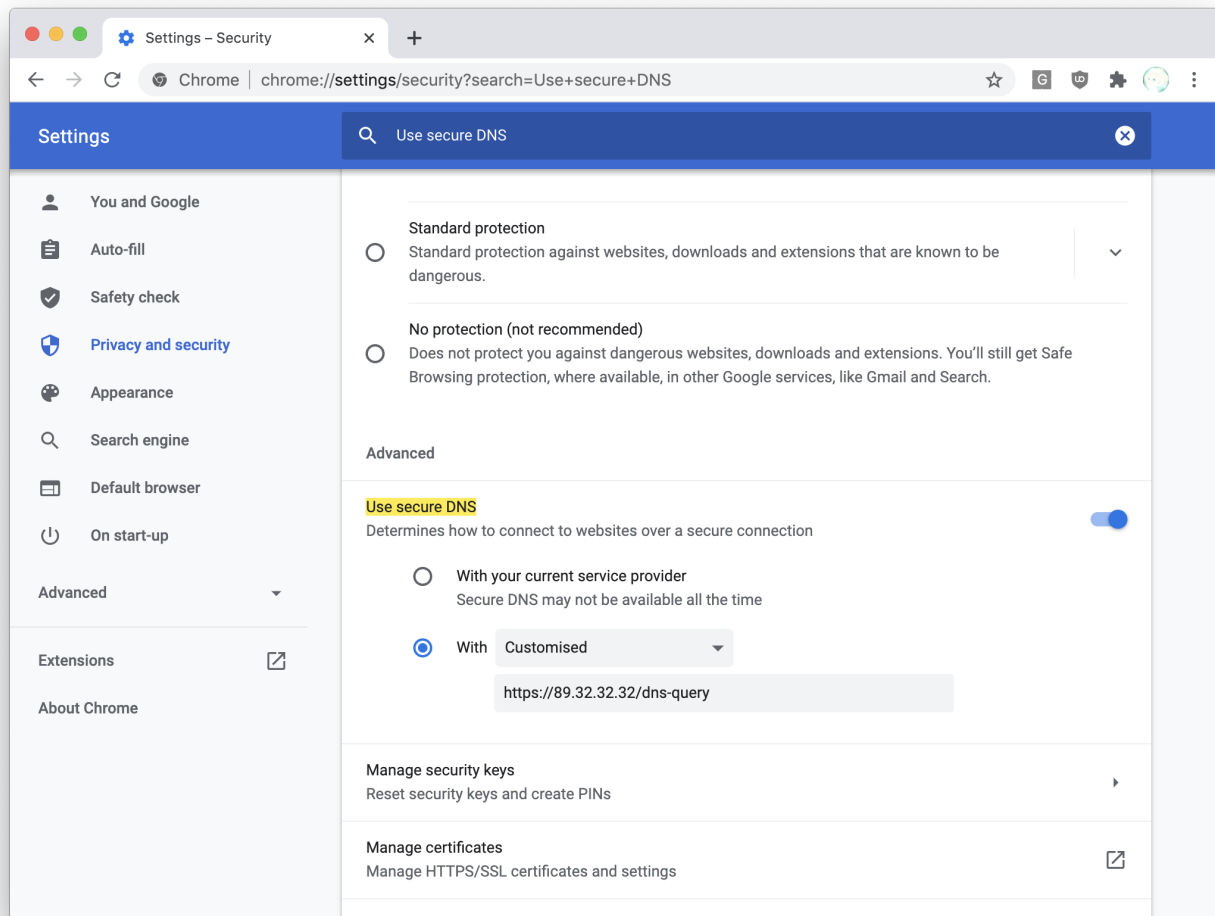 Settings – Security
Chrome
chrome://settings/security?search=Use+secure+DNS
G
Settings
Use secure DNS
You and Google
Auto-fill
Safety check
Privacy and security
Appearance
Search engine
Default browser
On start-up
Advanced
Extensions
About Chrome
Standard protection
Standard protection against websites, downloads and extensions that are known to be
dangerous.
No protection (not recommended)
Does not protect you against dangerous websites, downloads and extensions. You’ll still get Safe
Browsing protection, where available, in other Google services, like Gmail and Search.
Advanced
Use secure DNS
Determines how to connect to websites over a secure connection
With your current service provider
Secure DNS may not be available all the time
With Customised
https://89.32.32.32/dns-query
Manage security keys
Reset security keys and create PINs
Manage certificates
Manage HTTPS/SSL certificates and settings